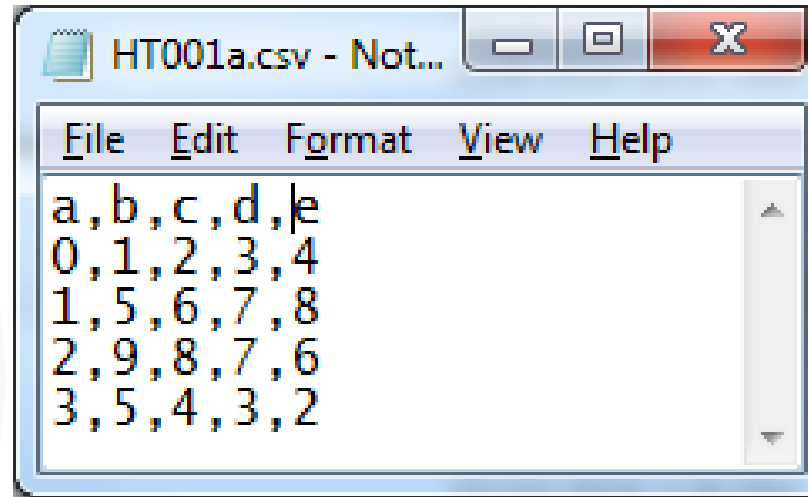 HT001a.csv - Not...
File Edit Format View Help
a,b,c,d,e
0,1,2,3,4
1,5,6,7,8
2,9,8,7,6
3,5,4,3,2